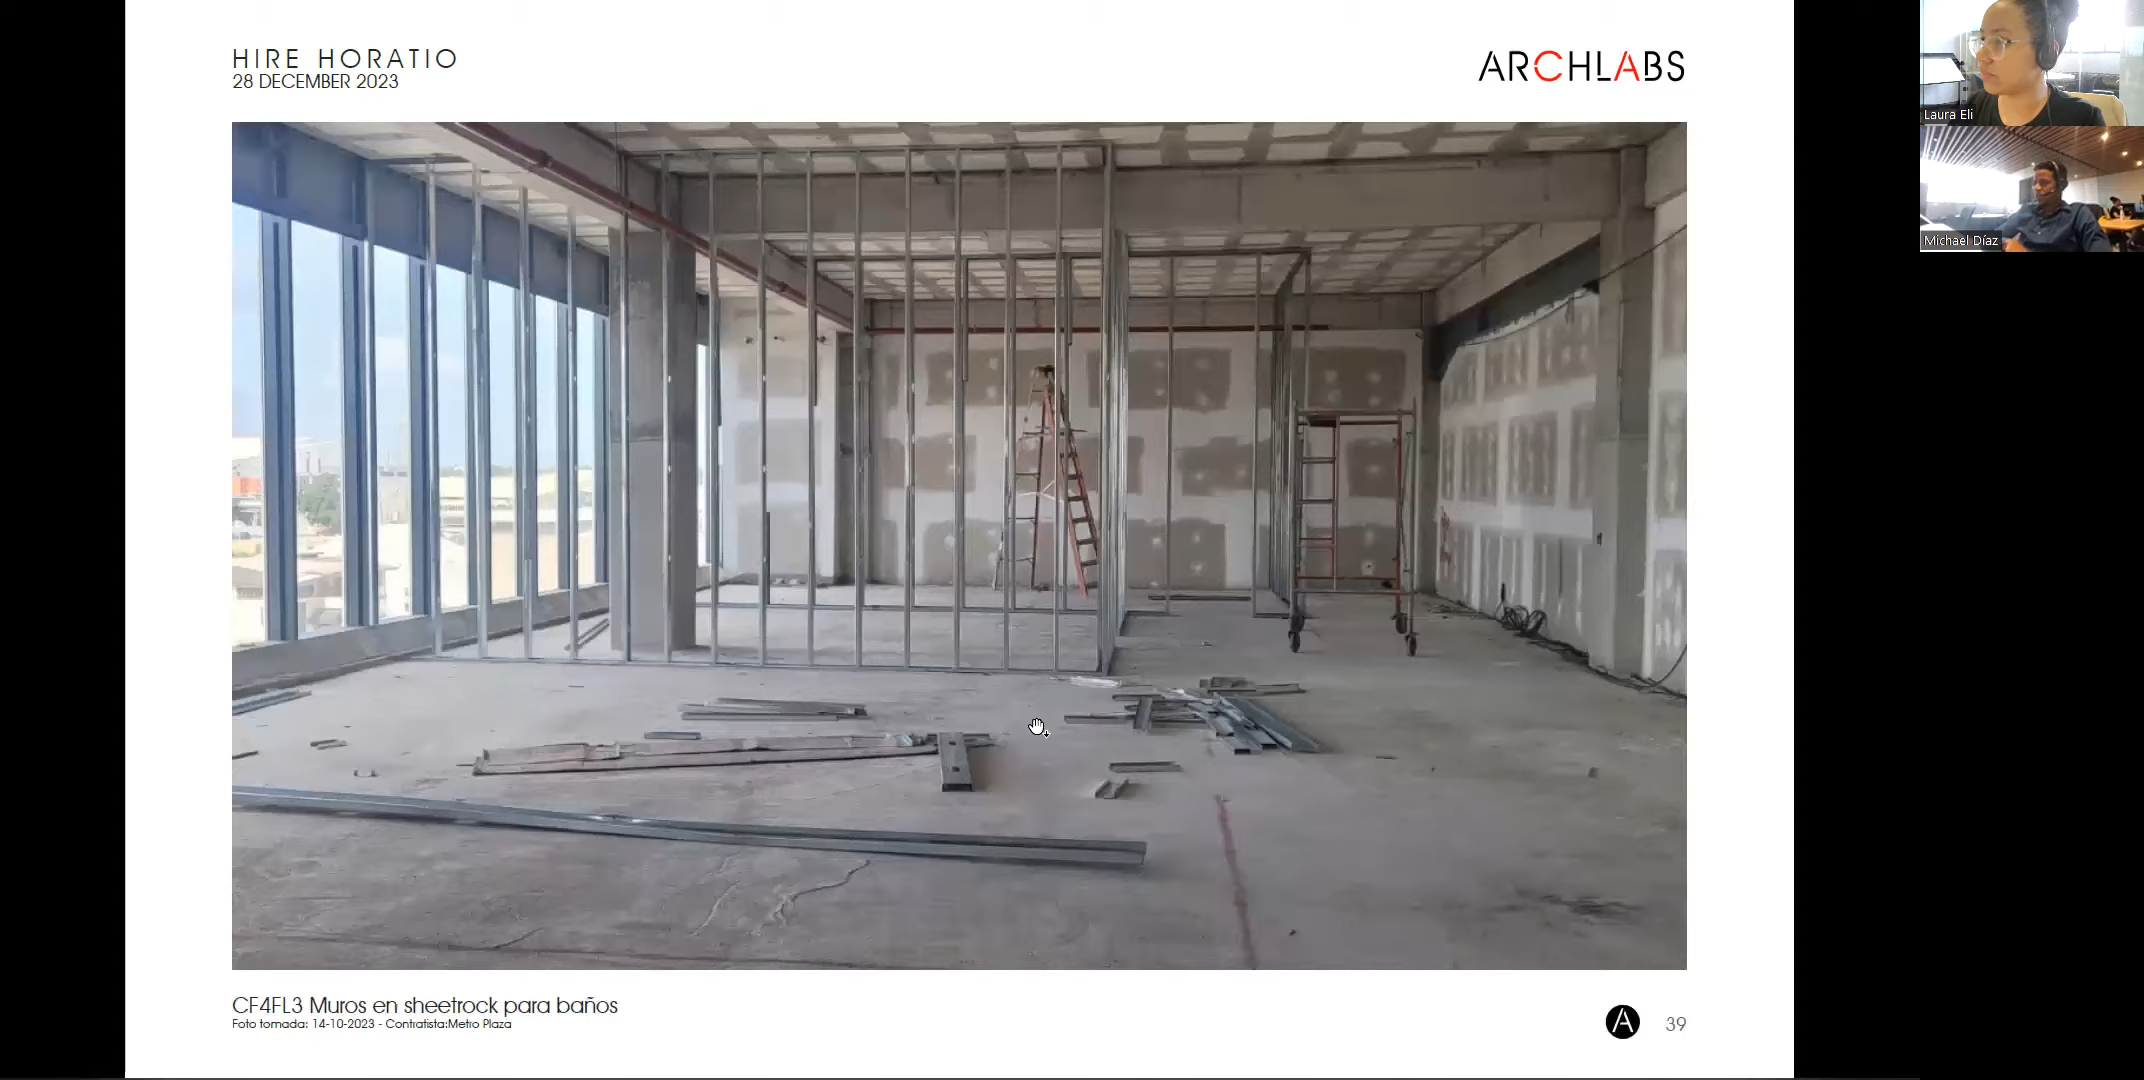 HIRE HORATIO
28 DECEMBER 2023
ARCHLABS
Laura Eli
Michael Díaz
CF4FL3 Muros en sheetrock para baños
Foto tomada: 14-10-2023 - Contratista:Metro Plaza
A
39